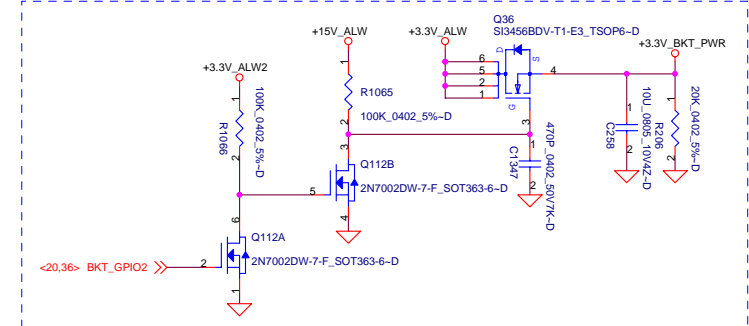 Q36
SI3456BDV-T1-E3_TSOP6~D
+15V_ALW
+3.3V_ALW
+3.3V_BKT_PWR
+3.3V_ALW2
D
S
G
6
5
2
1
4
3
1
R1065
2
100K_0402_5%~D
1
100K_0402_5%~D
R1066
2
470P_0402_50V7K~D
C1347
1
2
10U_0805_10V4Z~D
C258
1
2
20K_0402_5%~D
R206
1
2
Q112B
2N7002DW-7-F_SOT363-6~D
3
5
4
Q112A
2N7002DW-7-F_SOT363-6~D
6
2
1
<20,36> BKT_GPIO2